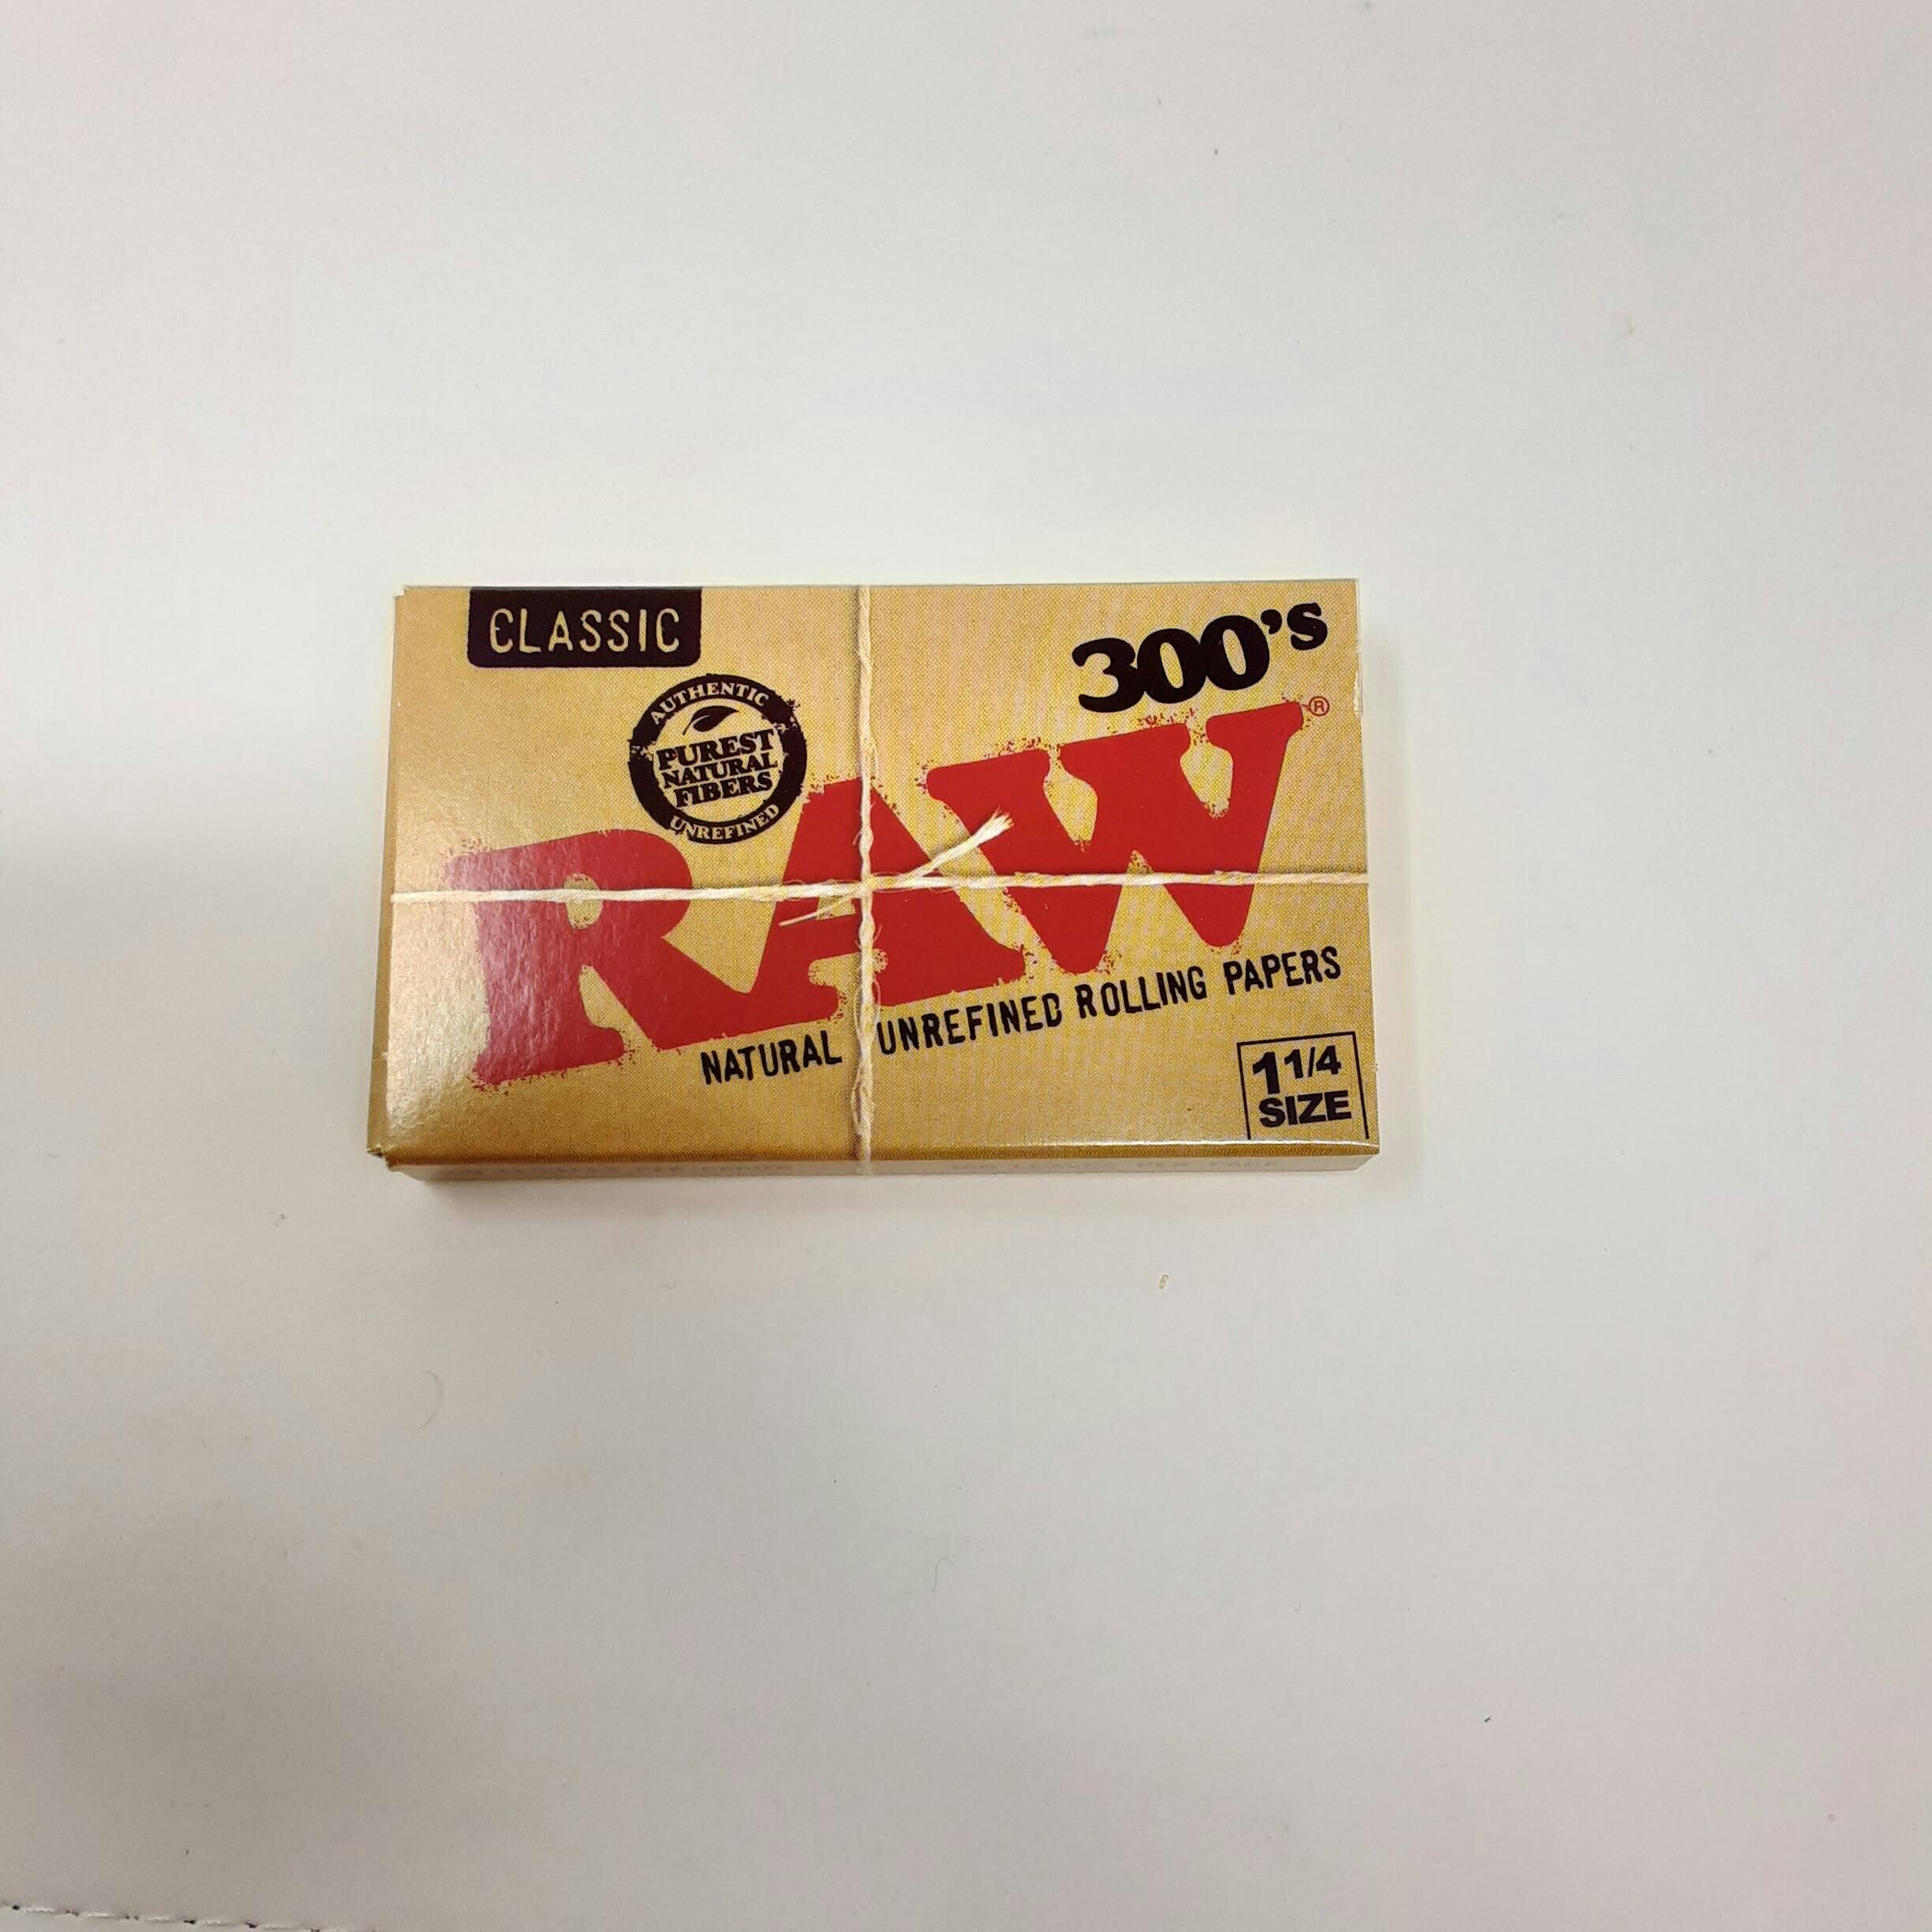 CLASSIC
300's
AUTHENTIC
PUREST
NATURAL
FIBERS
UNREFINED
RAW®
NATURAL UNREFINED ROLLING PAPERS
1 1/4
SIZE